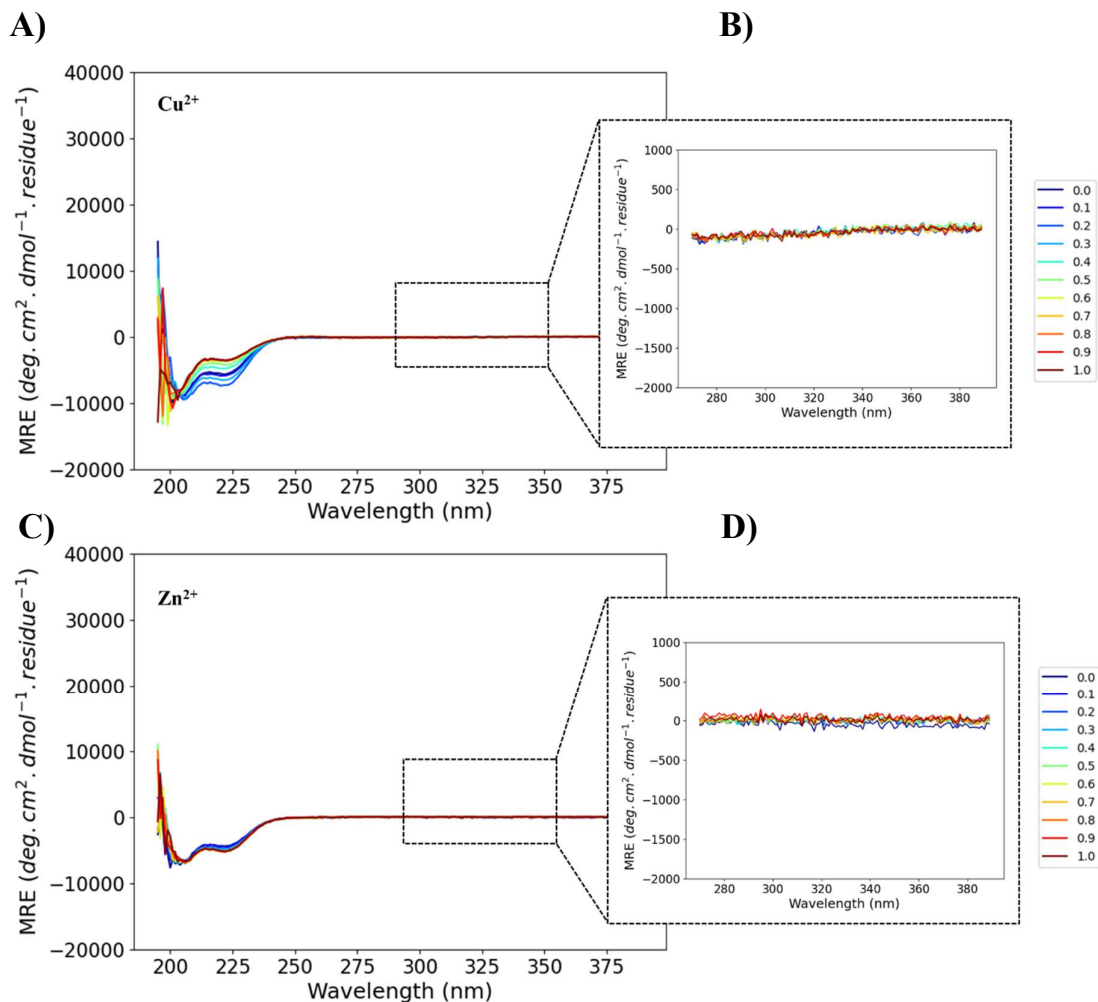 A)
B)
40000
30000
20000
10000
0
−10000
−20000
MRE (deg. cm². dmol⁻¹. residue⁻¹)
Cu²⁺
200 225 250 275 300 325 350 375
Wavelength (nm)
1000
500
0
−500
−1000
−1500
−2000
MRE (deg. cm². dmol⁻¹. residue⁻¹)
280 300 320 340 360 380
Wavelength (nm)
0.0
0.1
0.2
0.3
0.4
0.5
0.6
0.7
0.8
0.9
1.0
C)
D)
40000
30000
20000
10000
0
−10000
−20000
MRE (deg. cm². dmol⁻¹. residue⁻¹)
Zn²⁺
200 225 250 275 300 325 350 375
Wavelength (nm)
1000
500
0
−500
−1000
−1500
−2000
MRE (deg. cm². dmol⁻¹. residue⁻¹)
280 300 320 340 360 380
Wavelength (nm)
0.0
0.1
0.2
0.3
0.4
0.5
0.6
0.7
0.8
0.9
1.0